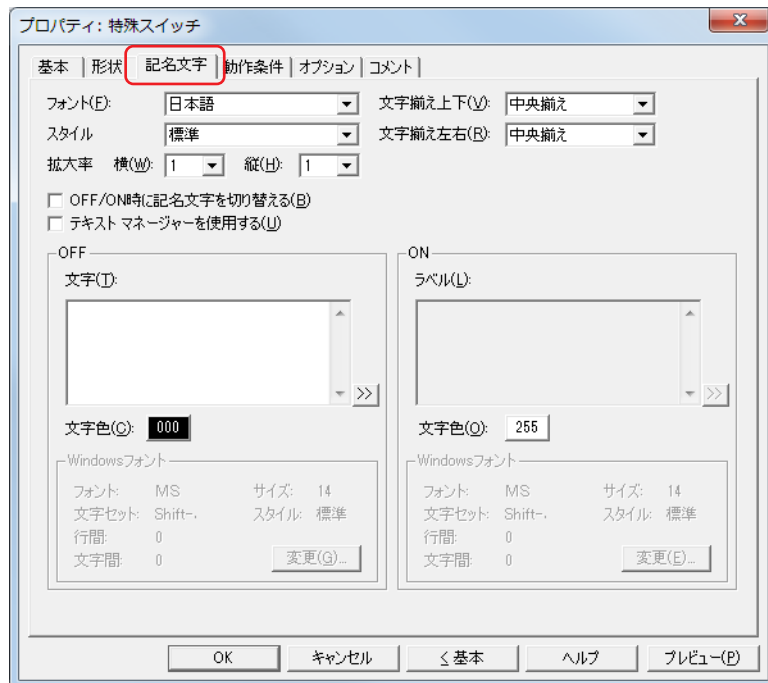 プロパティ: 特殊スイッチ
基本 形状 記名文字 動作条件 オプション コメント
フォント(F): 日本語 文字揃え上下(V): 中央揃え
スタイル 標準 文字揃え左右(R): 中央揃え
拡大率 横(W): 1 縦(H): 1
OFF/ON時に記名文字を切り替える(B)
テキスト マネージャーを使用する(U)
OFF ON
文字(T): ラベル(L):
>> >>
文字色(C): 000 文字色(O): 255
Windowsフォント Windowsフォント
フォント: MS サイズ: 14 フォント: MS サイズ: 14
文字セット: Shift-. スタイル: 標準 文字セット: Shift-. スタイル: 標準
行間: 0 行間: 0
文字間: 0 変更(G)... 文字間: 0 変更(E)...
OK キャンセル <基本 ヘルプ プレビュー(P)